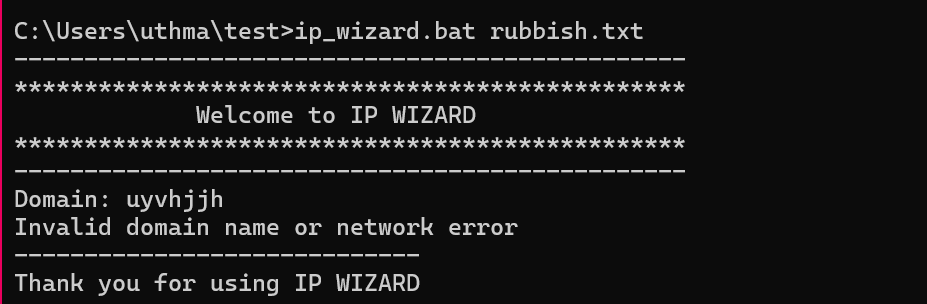 C:\Users\uthma\test>ip_wizard.bat rubbish.txt
------------------------------------------------
************************************************
Welcome to IP WIZARD
************************************************
------------------------------------------------
Domain: uyvhjjh
Invalid domain name or network error
-----------------------------
Thank you for using IP WIZARD